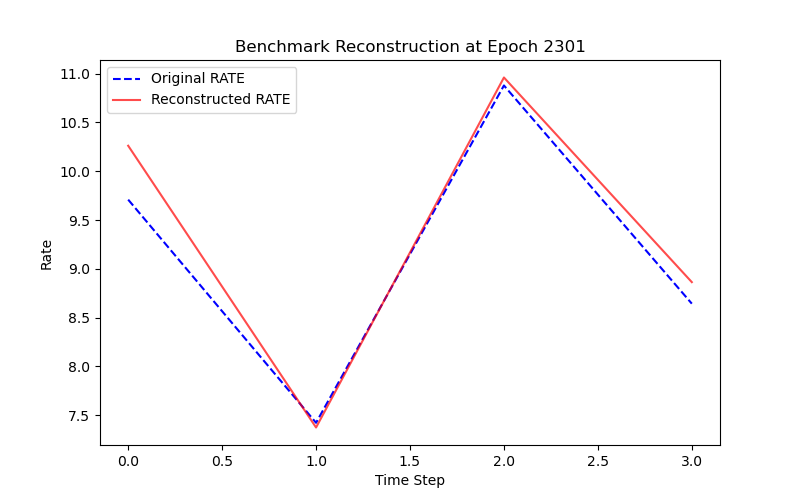 Benchmark Reconstruction at Epoch 2301
Original RATE
Reconstructed RATE
11.0
10.5
10.0
9.5
9.0
8.5
8.0
7.5
Rate
0.0 0.5 1.0 1.5 2.0 2.5 3.0
Time Step